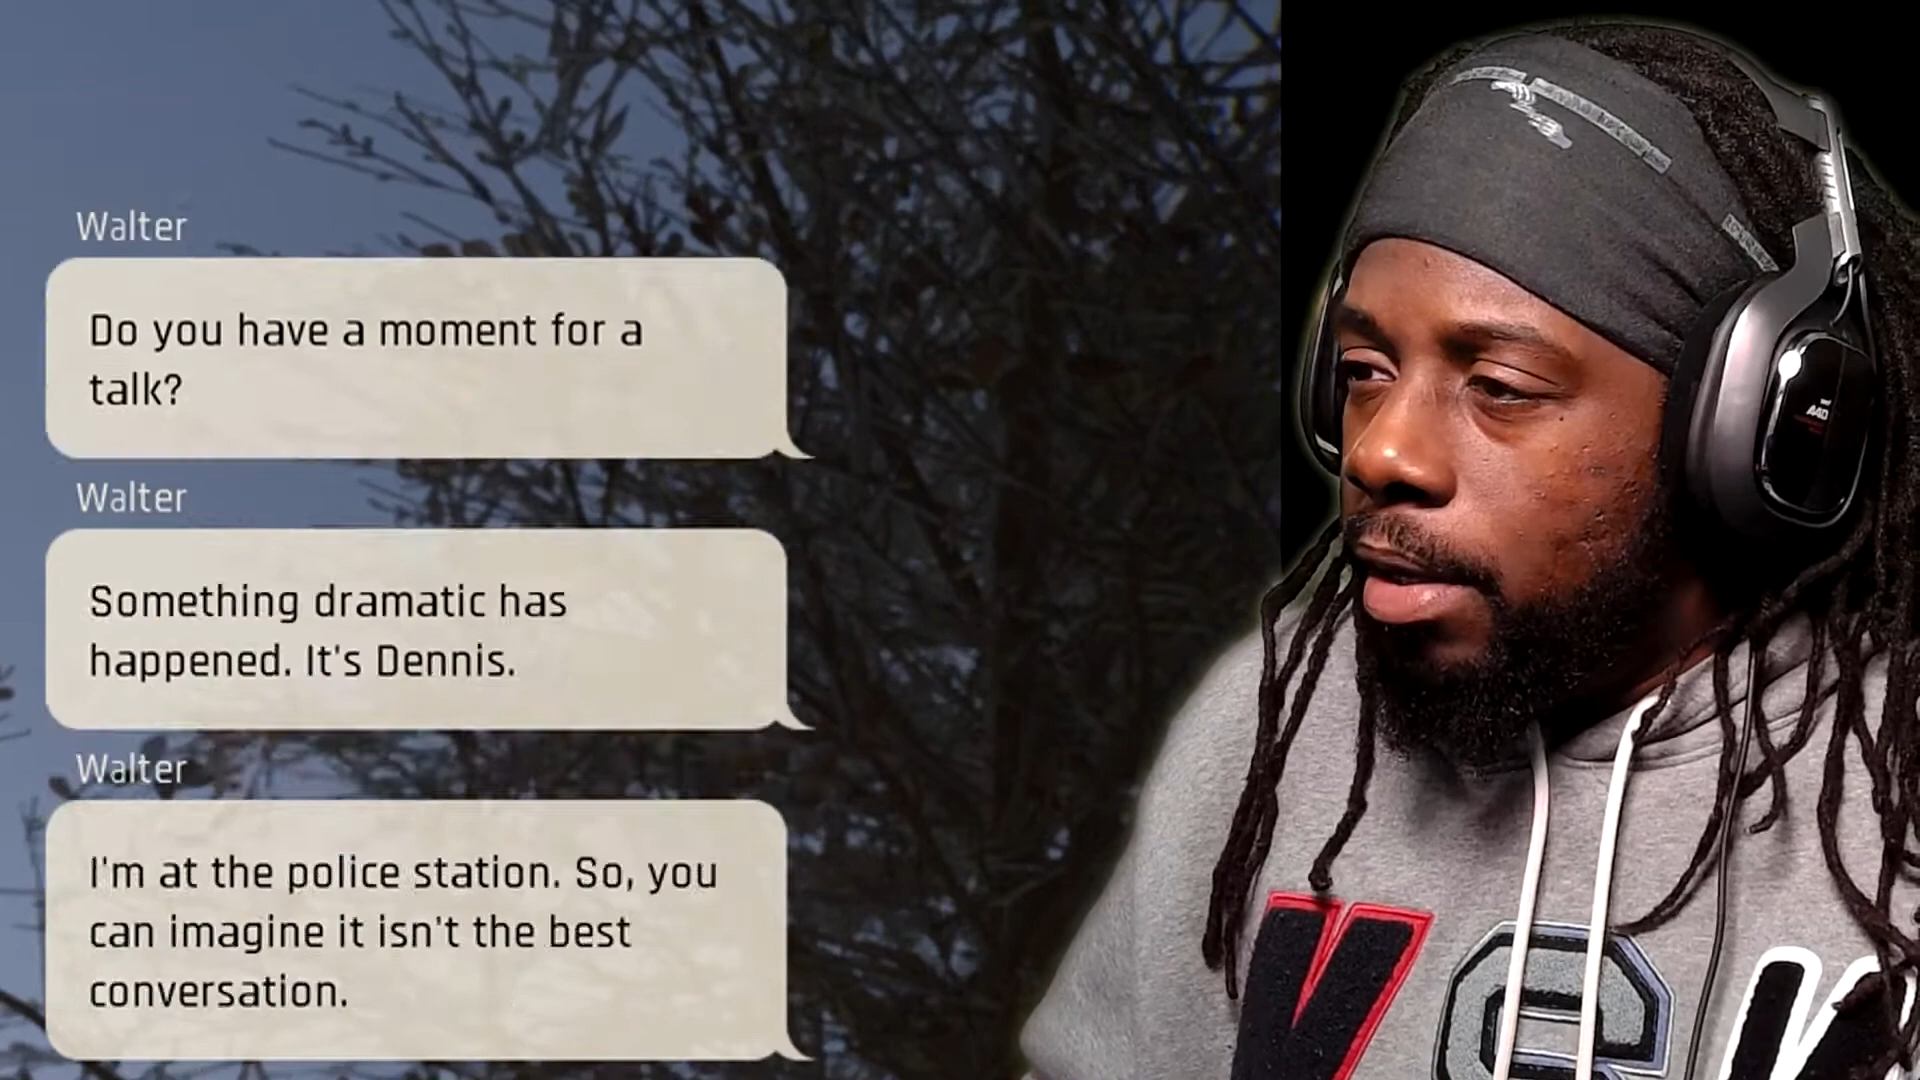 Walter
Do you have a moment for a
talk?
Walter
Something dramatic has
happened. It's Dennis.
Walter
I'm at the police station. So, you
can imagine it isn't the best
conversation.
A40